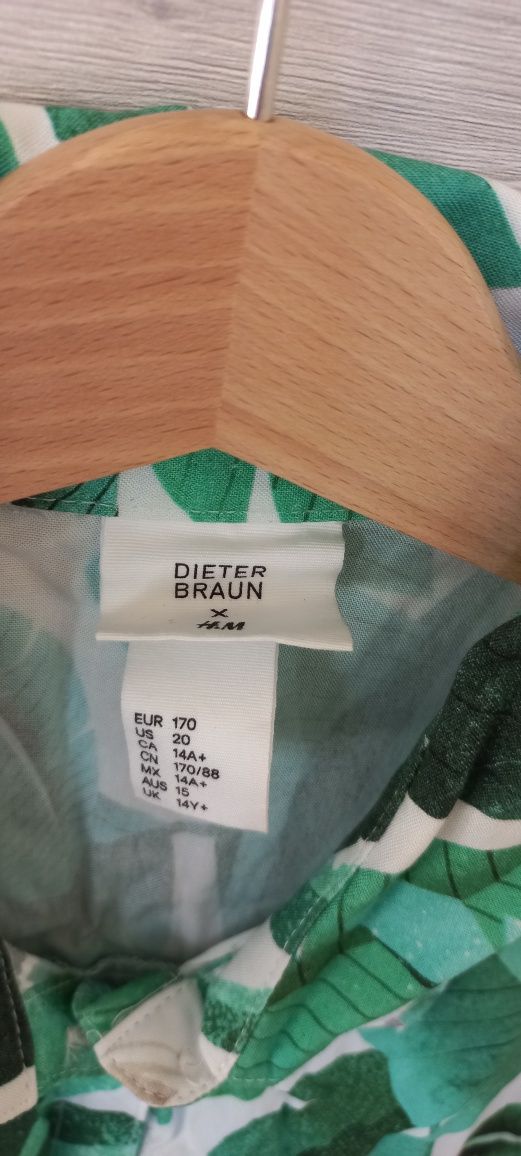 DIETER
BRAUN
x
H&M
EUR 170
US 20
CA 14A+
CN 170/88
MX 14A+
AUS 15
UK 14Y+